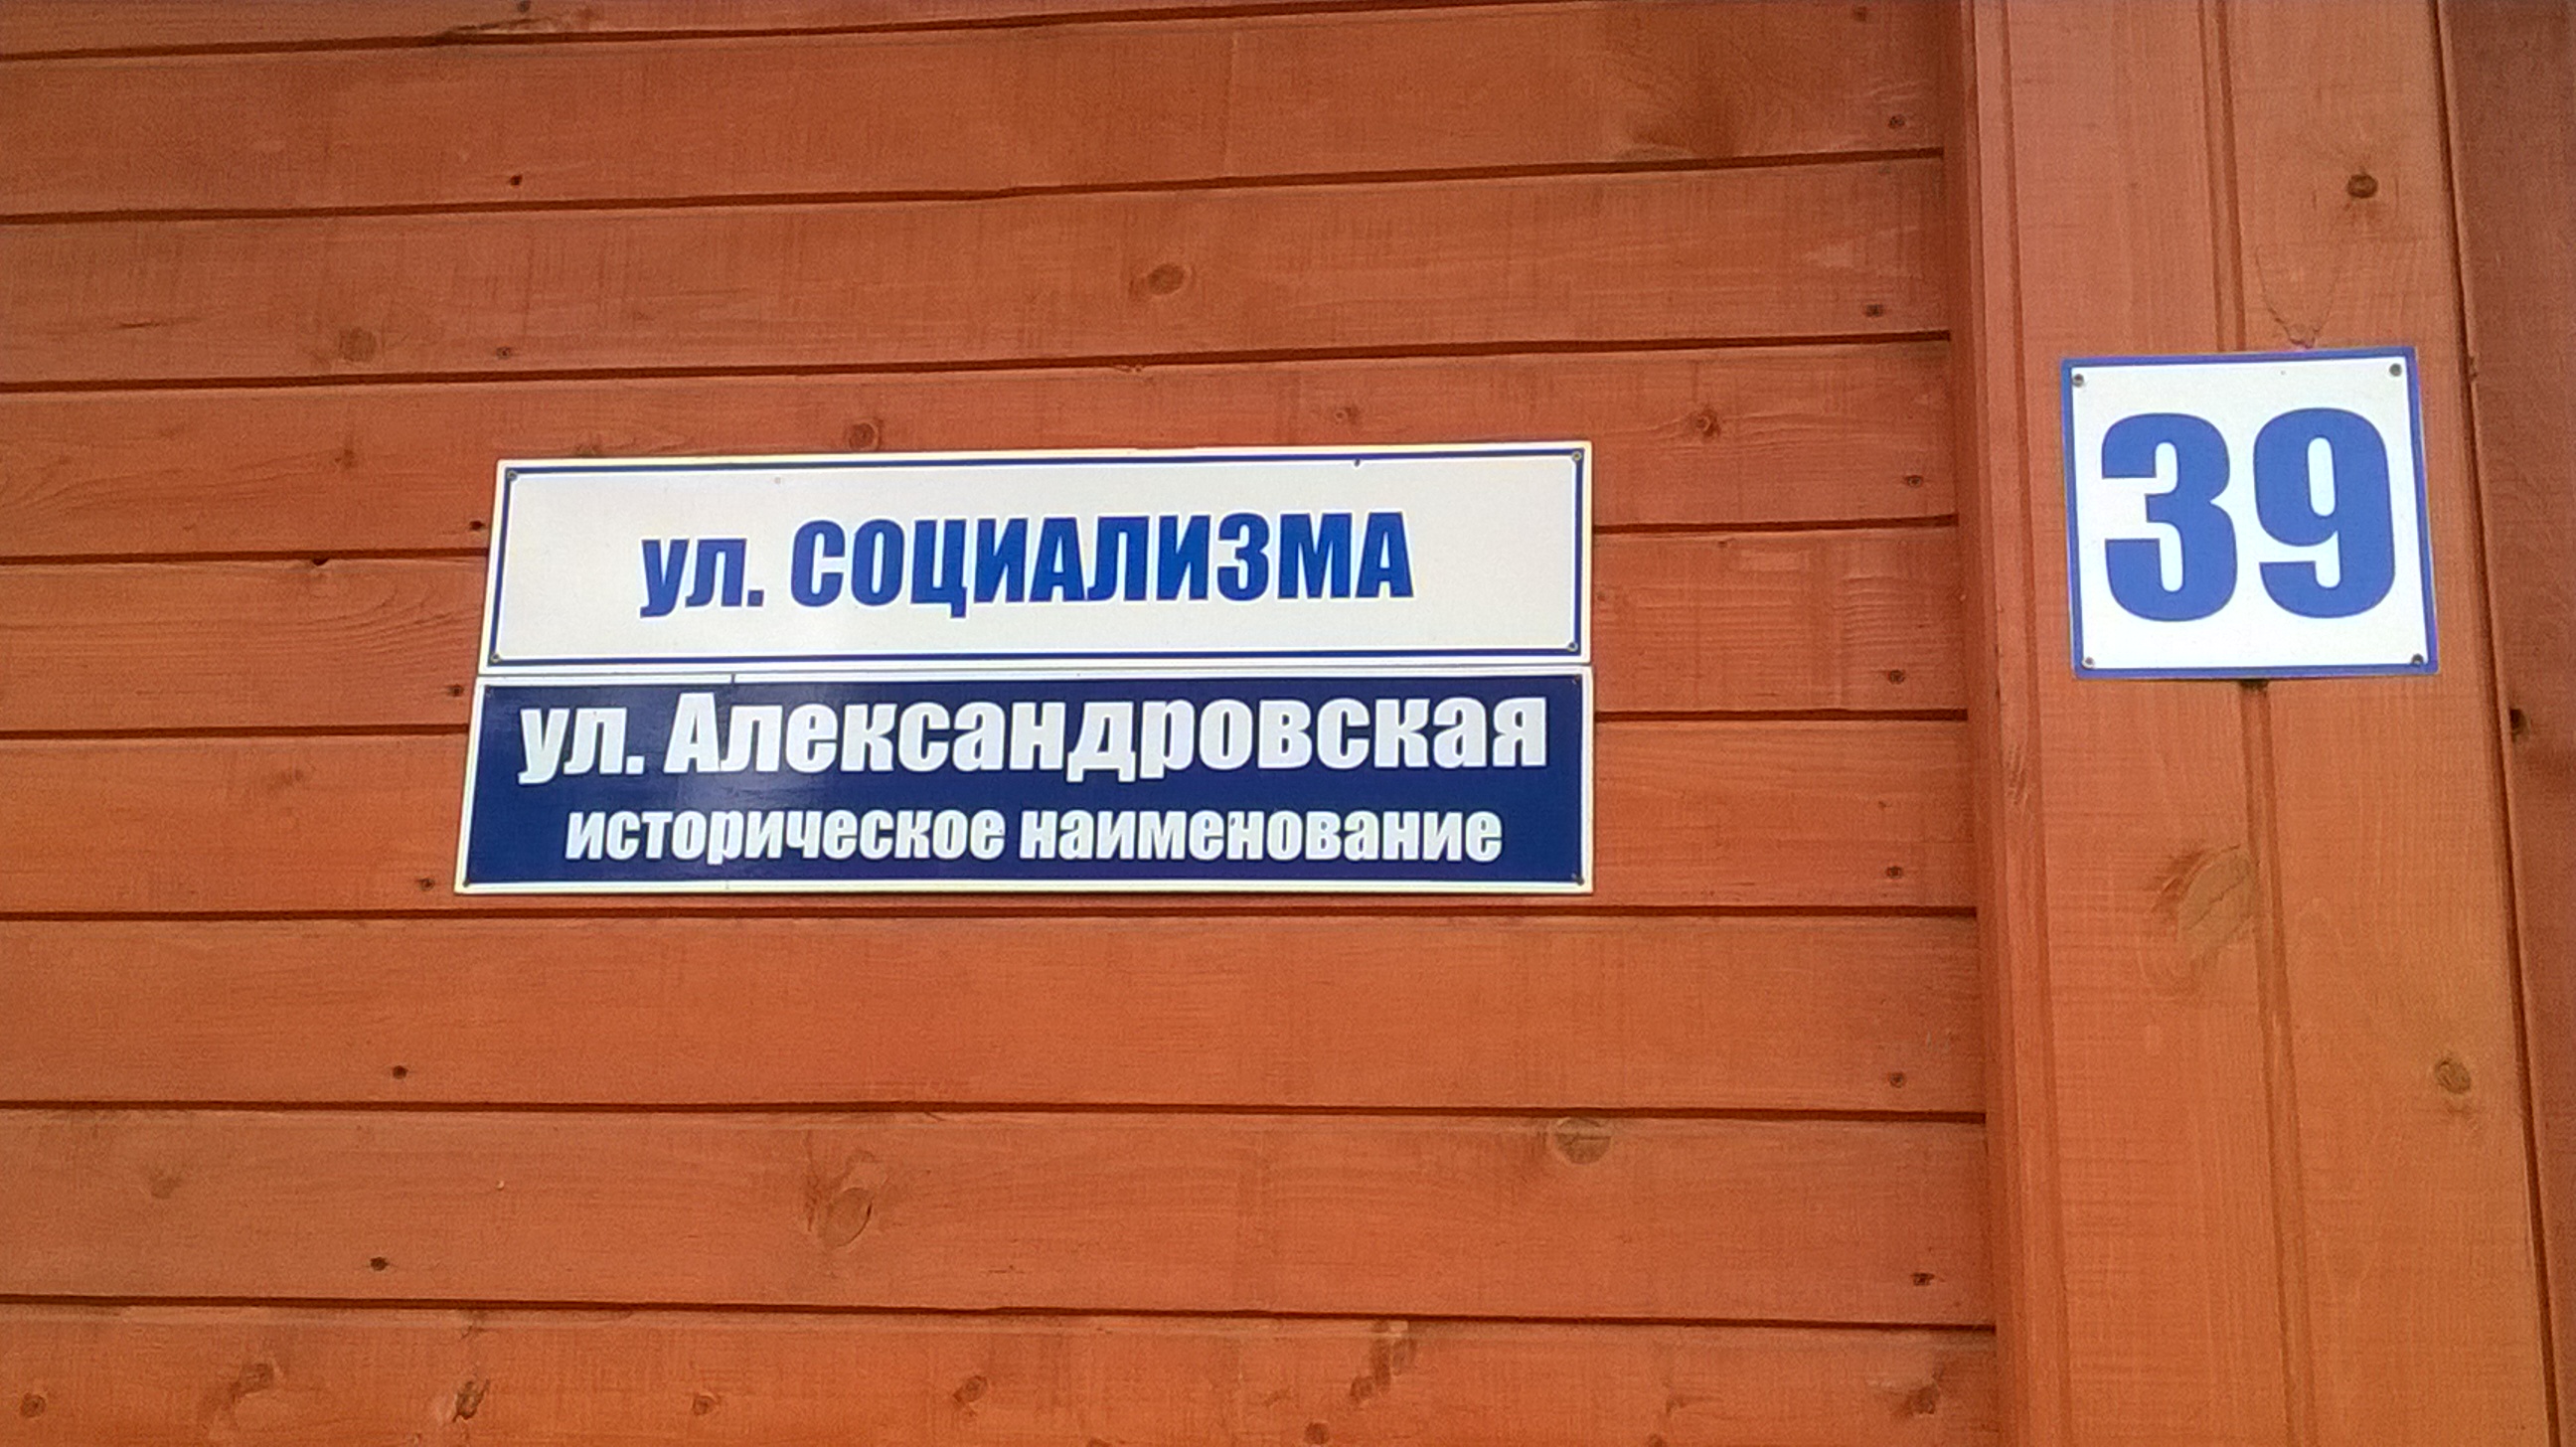 ул. СОЦИАЛИЗМА
ул. Александровская
историческое наименование
39